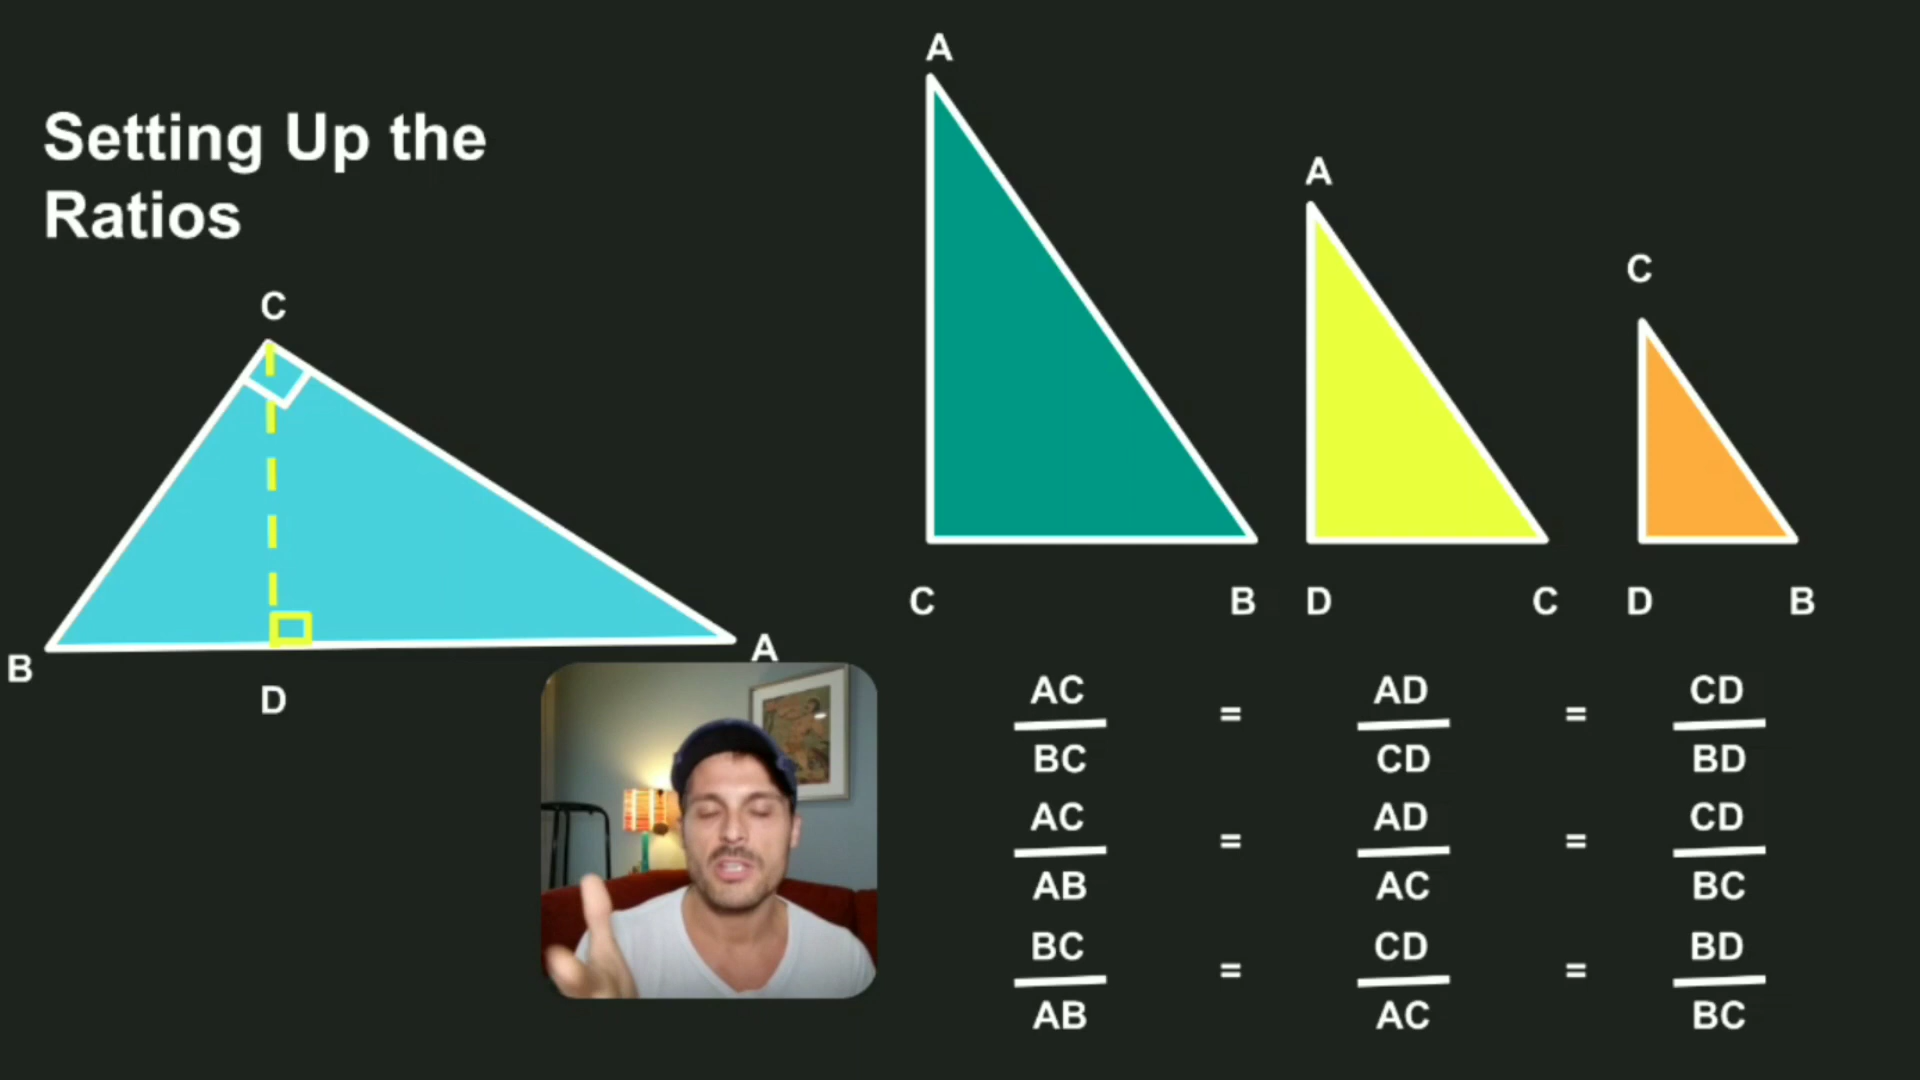 Setting Up the
Ratios
C
B
D
A
A
C B
A
D C
C
D B
AC = AD = CD
BC CD BD
AC = AD = CD
AB AC BC
BC = CD = BD
AB AC BC